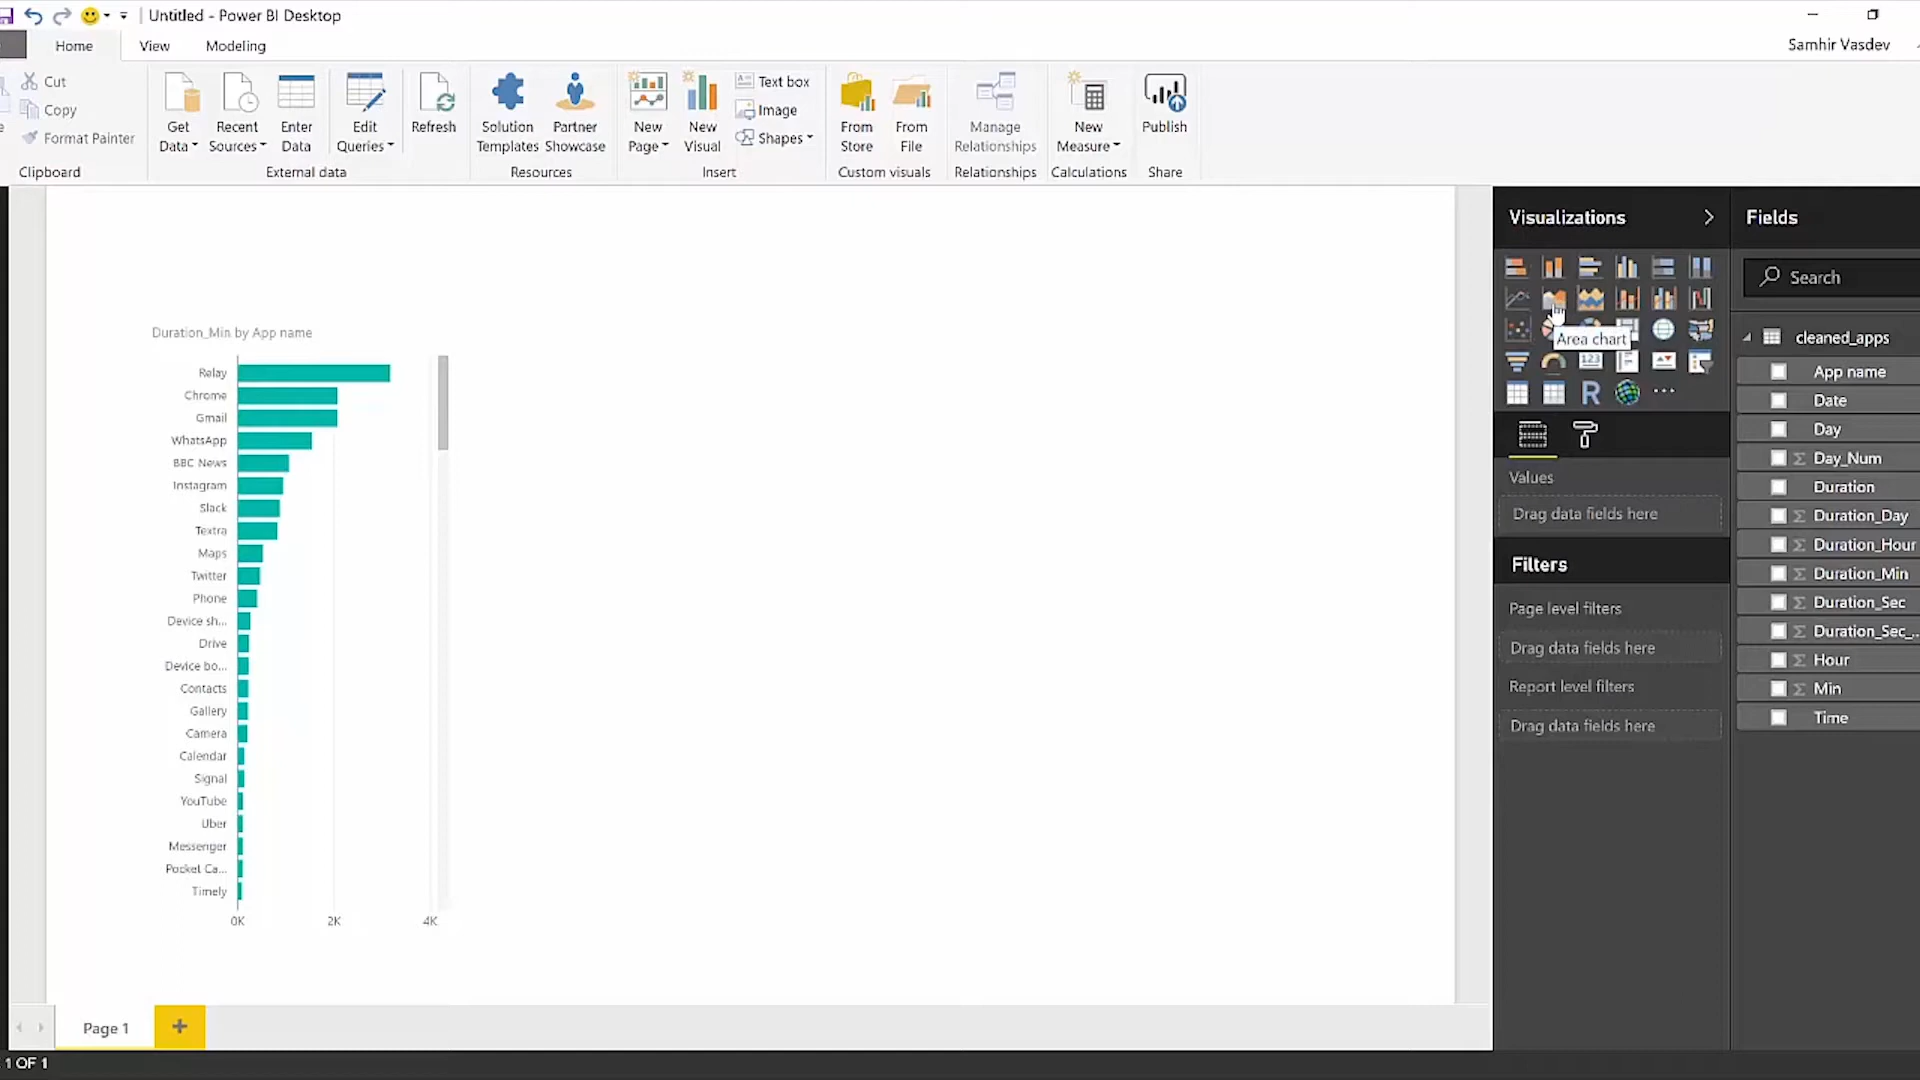 Untitled - Power BI Desktop
Home
View
Modeling
Samhir Vasdev
Cut
Copy
Format Painter
Clipboard
Get Data
Recent Sources
Enter Data
Edit Queries
Refresh
External data
Solution Templates
Partner Showcase
Resources
New Page
New Visual
Text box
Image
Shapes
Insert
From Store
From File
Custom visuals
Manage Relationships
Relationships
New Measure
Calculations
Publish
Share
Duration_Min by App name
Relay
Chrome
Gmail
WhatsApp
BBC News
Instagram
Slack
Textra
Maps
Twitter
Phone
Device sh...
Drive
Device bo...
Contacts
Gallery
Camera
Calendar
Signal
YouTube
Uber
Messenger
Pocket Ca...
Timely
0K
2K
4K
Visualizations
Area chart
123
R
Values
Drag data fields here
Filters
Page level filters
Drag data fields here
Report level filters
Drag data fields here
Fields
Search
cleaned_apps
App name
Date
Day
Σ Day_Num
Duration
Σ Duration_Day
Σ Duration_Hour
Σ Duration_Min
Σ Duration_Sec
Σ Duration_Sec_...
Σ Hour
Σ Min
Time
Page 1
1 OF 1